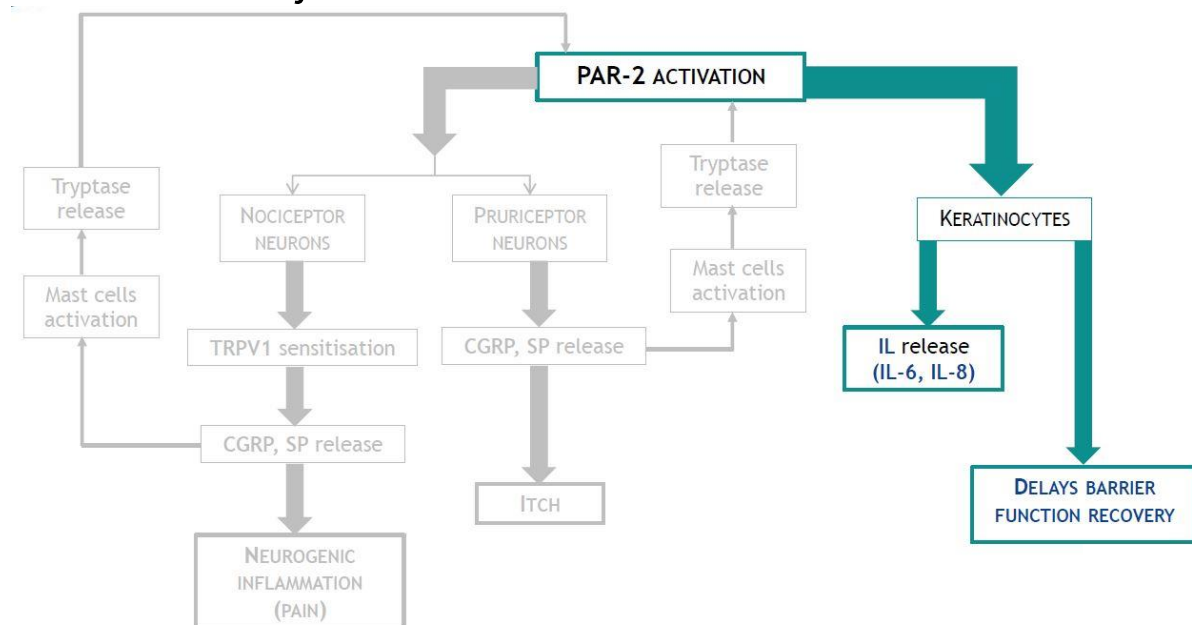 PAR-2 ACTIVATION
Tryptase
release
NOCICEPTOR
NEURONS
PRURICEPTOR
NEURONS
Tryptase
release
KERATINOCYTES
Mast cells
activation
Mast cells
activation
TRPV1 sensitisation
CGRP, SP release
IL release
(IL-6, IL-8)
CGRP, SP release
ITCH
DELAYS BARRIER
FUNCTION RECOVERY
NEUROGENIC
INFLAMMATION
(PAIN)